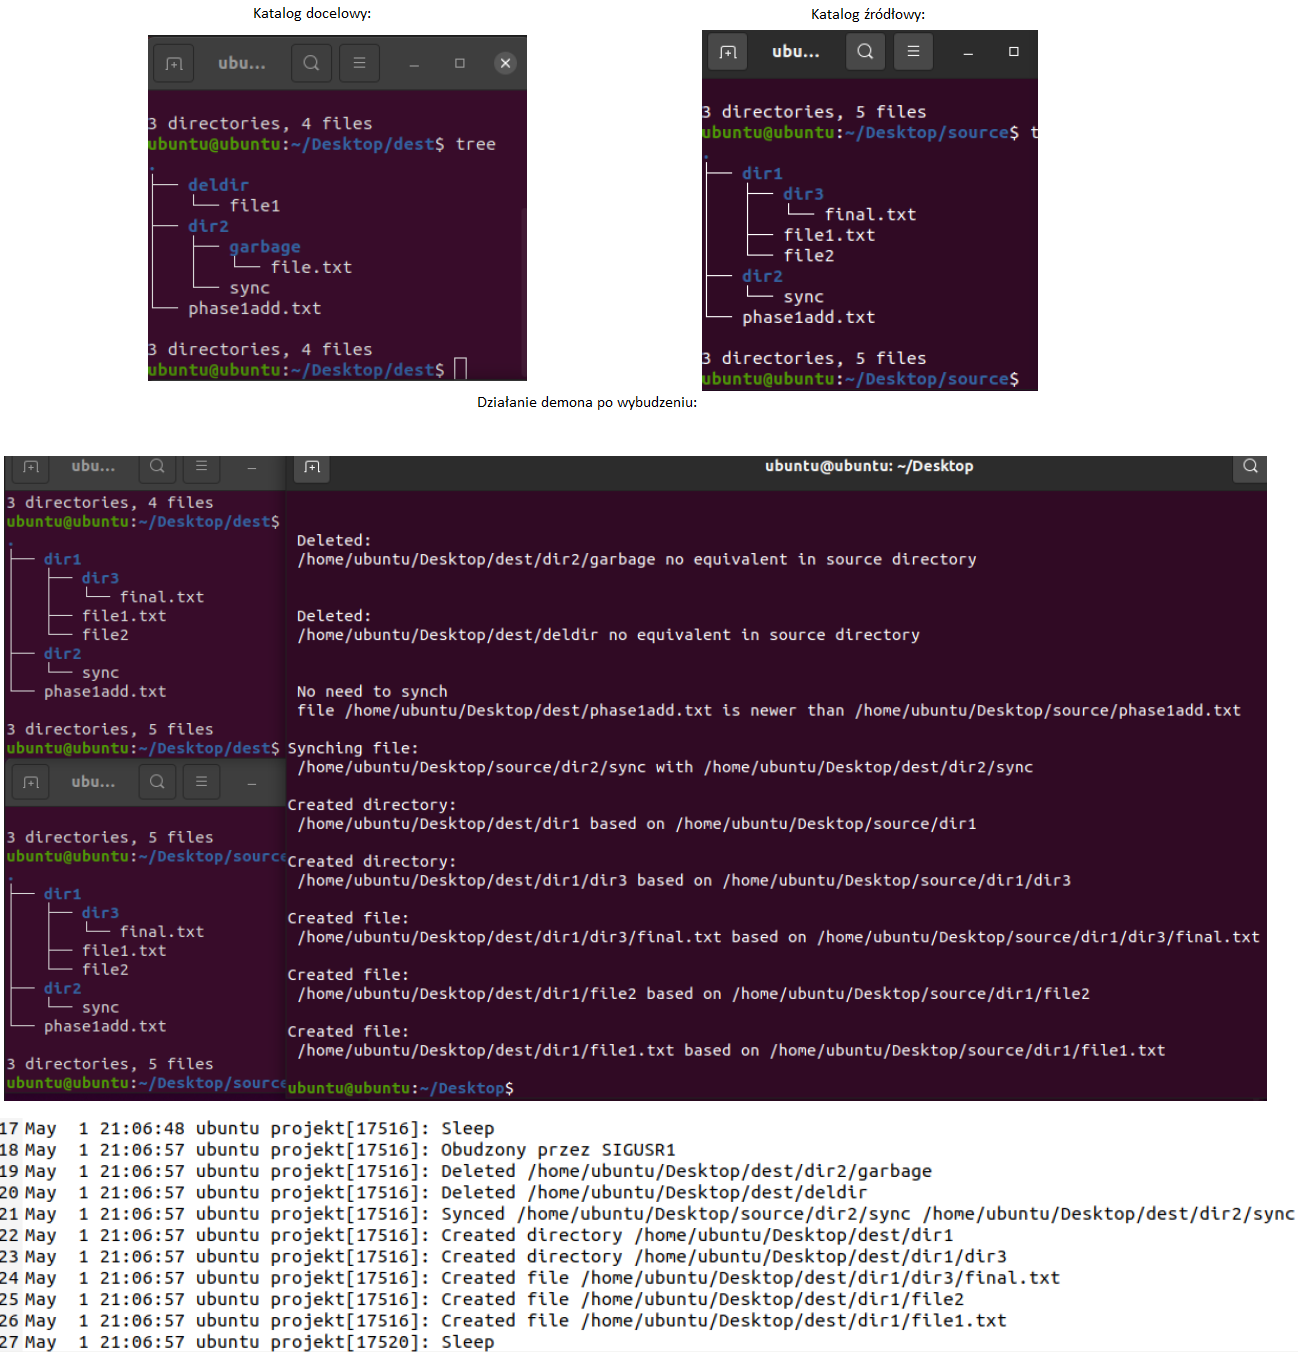 Katalog docelowy:
Katalog źródłowy:
ubu...
3 directories, 4 files
ubuntu@ubuntu:~/Desktop/dest$ tree
.
├── deldir
│   └── file1
├── dir2
│   ├── garbage
│   │   └── file.txt
│   └── sync
└── phase1add.txt
3 directories, 4 files
ubuntu@ubuntu:~/Desktop/dest$
ubu...
3 directories, 5 files
ubuntu@ubuntu:~/Desktop/source$ t
.
├── dir1
│   ├── dir3
│   │   └── final.txt
│   ├── file1.txt
│   └── file2
├── dir2
│   └── sync
└── phase1add.txt
3 directories, 5 files
ubuntu@ubuntu:~/Desktop/source$
Działanie demona po wybudzeniu:
ubu...
3 directories, 4 files
ubuntu@ubuntu:~/Desktop/dest$
.
├── dir1
│   ├── dir3
│   │   └── final.txt
│   ├── file1.txt
│   └── file2
├── dir2
│   └── sync
└── phase1add.txt
3 directories, 5 files
ubuntu@ubuntu:~/Desktop/dest$
ubu...
3 directories, 5 files
ubuntu@ubuntu:~/Desktop/source
.
├── dir1
│   ├── dir3
│   │   └── final.txt
│   ├── file1.txt
│   └── file2
├── dir2
│   └── sync
└── phase1add.txt
3 directories, 5 files
ubuntu@ubuntu:~/Desktop/source
ubuntu@ubuntu: ~/Desktop
Deleted:
/home/ubuntu/Desktop/dest/dir2/garbage no equivalent in source directory
Deleted:
/home/ubuntu/Desktop/dest/deldir no equivalent in source directory
No need to synch
file /home/ubuntu/Desktop/dest/phase1add.txt is newer than /home/ubuntu/Desktop/source/phase1add.txt
Synching file:
/home/ubuntu/Desktop/source/dir2/sync with /home/ubuntu/Desktop/dest/dir2/sync
Created directory:
/home/ubuntu/Desktop/dest/dir1 based on /home/ubuntu/Desktop/source/dir1
Created directory:
/home/ubuntu/Desktop/dest/dir1/dir3 based on /home/ubuntu/Desktop/source/dir1/dir3
Created file:
/home/ubuntu/Desktop/dest/dir1/dir3/final.txt based on /home/ubuntu/Desktop/source/dir1/dir3/final.txt
Created file:
/home/ubuntu/Desktop/dest/dir1/file2 based on /home/ubuntu/Desktop/source/dir1/file2
Created file:
/home/ubuntu/Desktop/dest/dir1/file1.txt based on /home/ubuntu/Desktop/source/dir1/file1.txt
ubuntu@ubuntu:~/Desktop$
17 May  1 21:06:48 ubuntu projekt[17516]: Sleep
18 May  1 21:06:57 ubuntu projekt[17516]: Obudzony przez SIGUSR1
19 May  1 21:06:57 ubuntu projekt[17516]: Deleted /home/ubuntu/Desktop/dest/dir2/garbage
20 May  1 21:06:57 ubuntu projekt[17516]: Deleted /home/ubuntu/Desktop/dest/deldir
21 May  1 21:06:57 ubuntu projekt[17516]: Synced /home/ubuntu/Desktop/source/dir2/sync /home/ubuntu/Desktop/dest/dir2/sync
22 May  1 21:06:57 ubuntu projekt[17516]: Created directory /home/ubuntu/Desktop/dest/dir1
23 May  1 21:06:57 ubuntu projekt[17516]: Created directory /home/ubuntu/Desktop/dest/dir1/dir3
24 May  1 21:06:57 ubuntu projekt[17516]: Created file /home/ubuntu/Desktop/dest/dir1/dir3/final.txt
25 May  1 21:06:57 ubuntu projekt[17516]: Created file /home/ubuntu/Desktop/dest/dir1/file2
26 May  1 21:06:57 ubuntu projekt[17516]: Created file /home/ubuntu/Desktop/dest/dir1/file1.txt
27 May  1 21:06:57 ubuntu projekt[17520]: Sleep